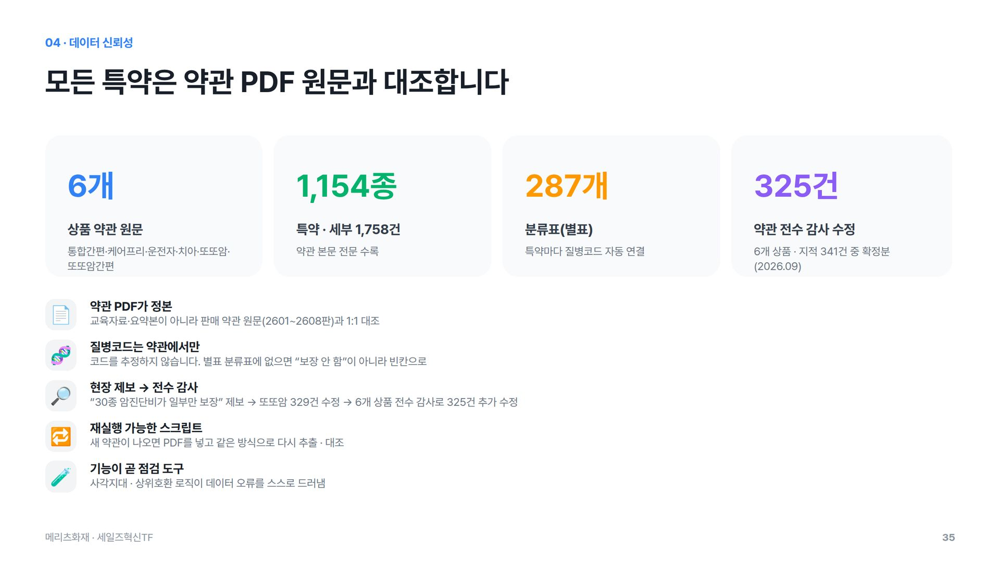 04 · 데이터 신뢰성
모든 특약은 약관 PDF 원문과 대조합니다
6개
상품 약관 원문
통합간편·케어프리·운전자·치아·또또암·
또또암간편
1,154종
특약 · 세부 1,758건
약관 본문 전문 수록
287개
분류표(별표)
특약마다 질병코드 자동 연결
325건
약관 전수 감사 수정
6개 상품 · 지적 341건 중 확정분
(2026.09)
약관 PDF가 정본
교육자료·요약본이 아니라 판매 약관 원문(2601~2608판)과 1:1 대조
질병코드는 약관에서만
코드를 추정하지 않습니다. 별표 분류표에 없으면 “보장 안 함”이 아니라 빈칸으로
현장 제보 → 전수 감사
“30종 암진단비가 일부만 보장” 제보 → 또또암 329건 수정 → 6개 상품 전수 감사로 325건 추가 수정
재실행 가능한 스크립트
새 약관이 나오면 PDF를 넣고 같은 방식으로 다시 추출 · 대조
기능이 곧 점검 도구
사각지대 · 상위호환 로직이 데이터 오류를 스스로 드러냄
메리츠화재 · 세일즈혁신TF
35